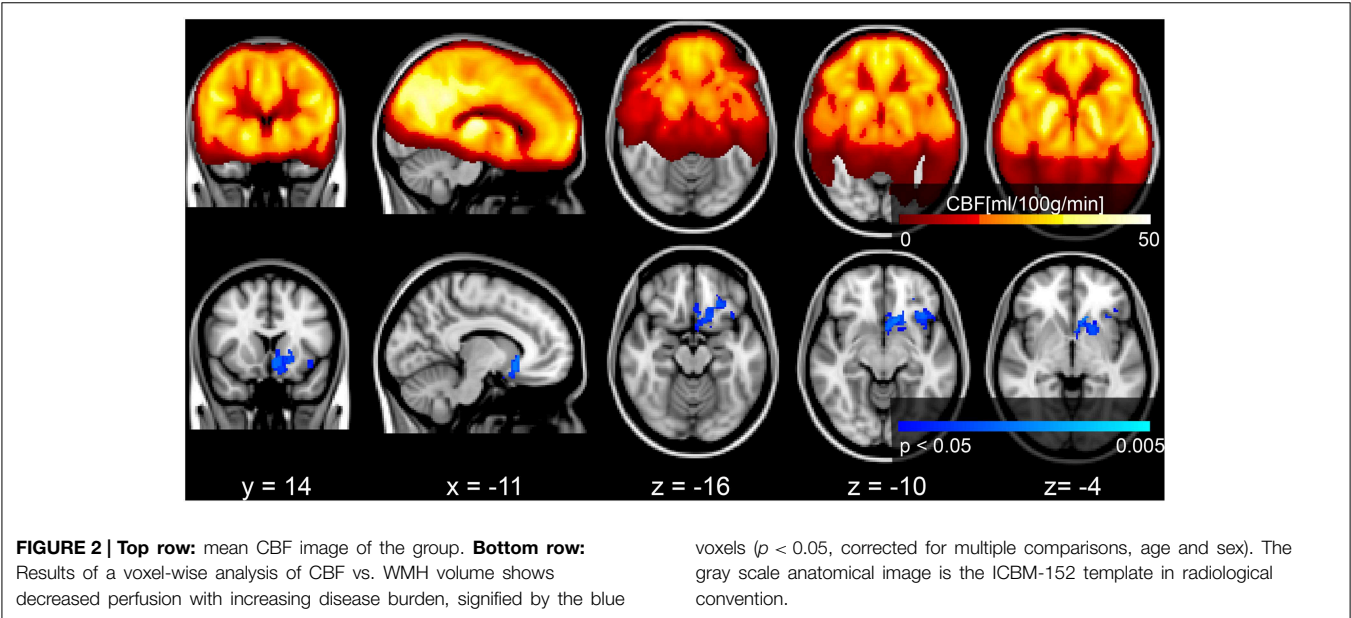 CBF[ml/100g/min]
0 50
p < 0.05 0.005
y = 14 x = -11 z = -16 z = -10 z= -4
FIGURE 2 | Top row: mean CBF image of the group. Bottom row:
Results of a voxel-wise analysis of CBF vs. WMH volume shows
decreased perfusion with increasing disease burden, signified by the blue
voxels (p < 0.05, corrected for multiple comparisons, age and sex). The
gray scale anatomical image is the ICBM-152 template in radiological
convention.